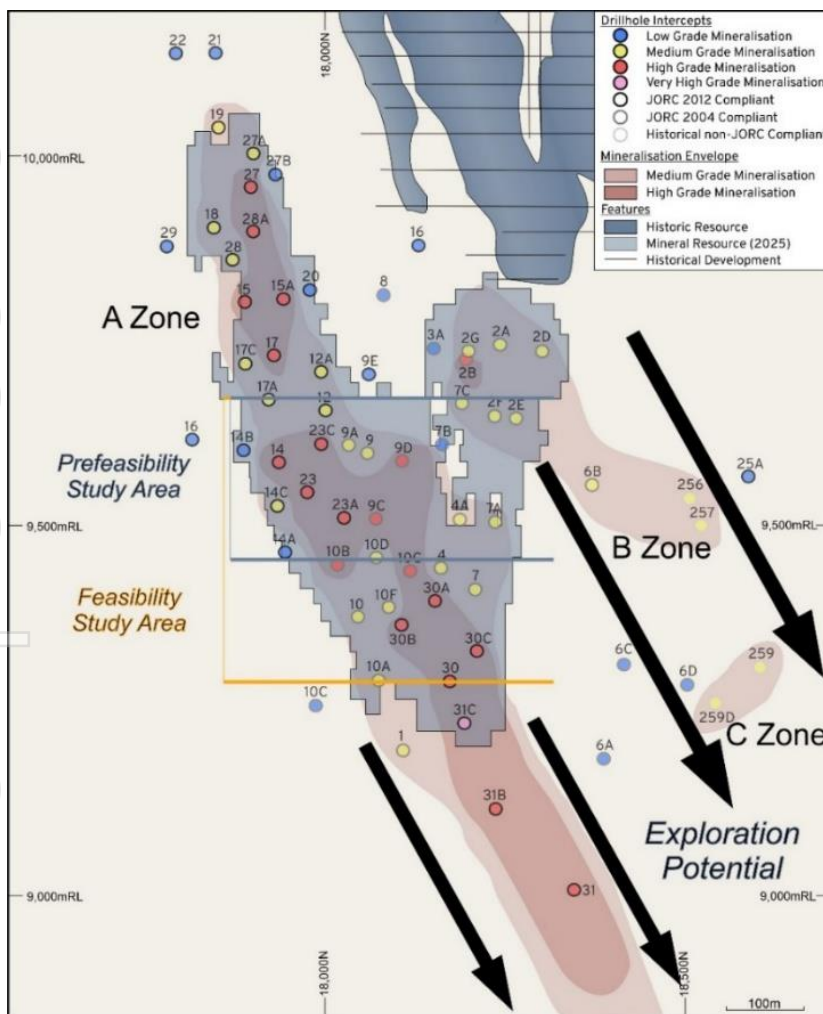 Drillhole Intercepts
Low Grade Mineralisation
Medium Grade Mineralisation
High Grade Mineralisation
Very High Grade Mineralisation
JORC 2012 Compliant
JORC 2004 Compliant
Historical non-JORC Compliant
Mineralisation Envelope
Medium Grade Mineralisation
High Grade Mineralisation
Features
Historic Resource
Mineral Resource (2025)
Historical Development
18,000N
22
21
19
27A
10,000mRL
27B
27
18
28A
29
28
16
20
8
15
15A
A Zone
3A
2G
2A
2D
17C
17
12A
9E
2B
17A
12
7C
2F
2E
16
14B
23C
9A
9
9D
7B
Prefeasibility
Study Area
14
23
6B
256
25A
14C
23A
9C
4A
7A
257
9,500mRL
9,500mRL
14A
10B
10D
10C
4
B Zone
Feasibility
Study Area
10
10F
30A
7
30B
30C
6C
259
10A
30
6D
10C
31C
259D
C Zone
1
6A
31B
Exploration
Potential
31
9,000mRL
9,000mRL
18,000N
18,500N
100m